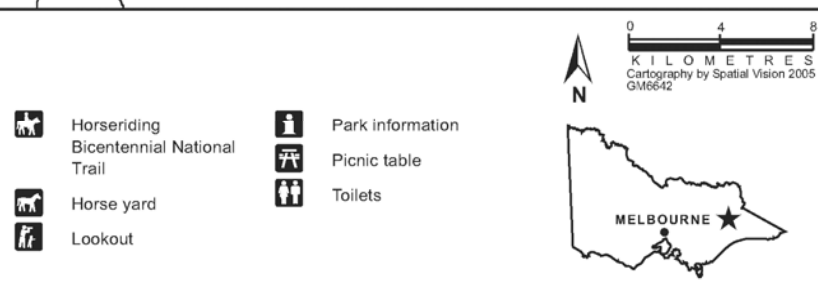 0 4 8
K I L O M E T R E S
Cartography by Spatial Vision 2005
GM6642
N
Horseriding
Bicentennial National
Trail
Horse yard
Lookout
Park information
Picnic table
Toilets
MELBOURNE